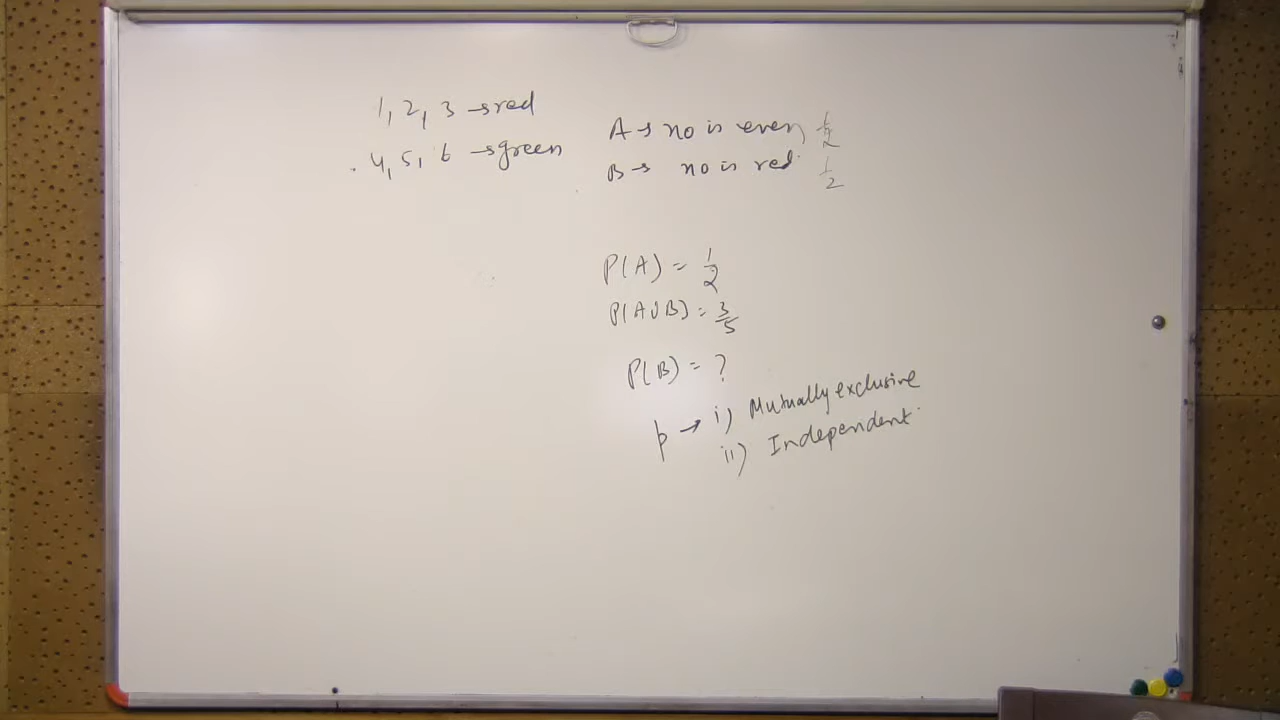 1, 2, 3 → red
4, 5, 6 → green
A → no is even, 1/2
B → no is red 1/2
P(A) = 1/2
P(A∪B) = 3/5
P(B) = ?
p → i) Mutually exclusive
ii) Independent